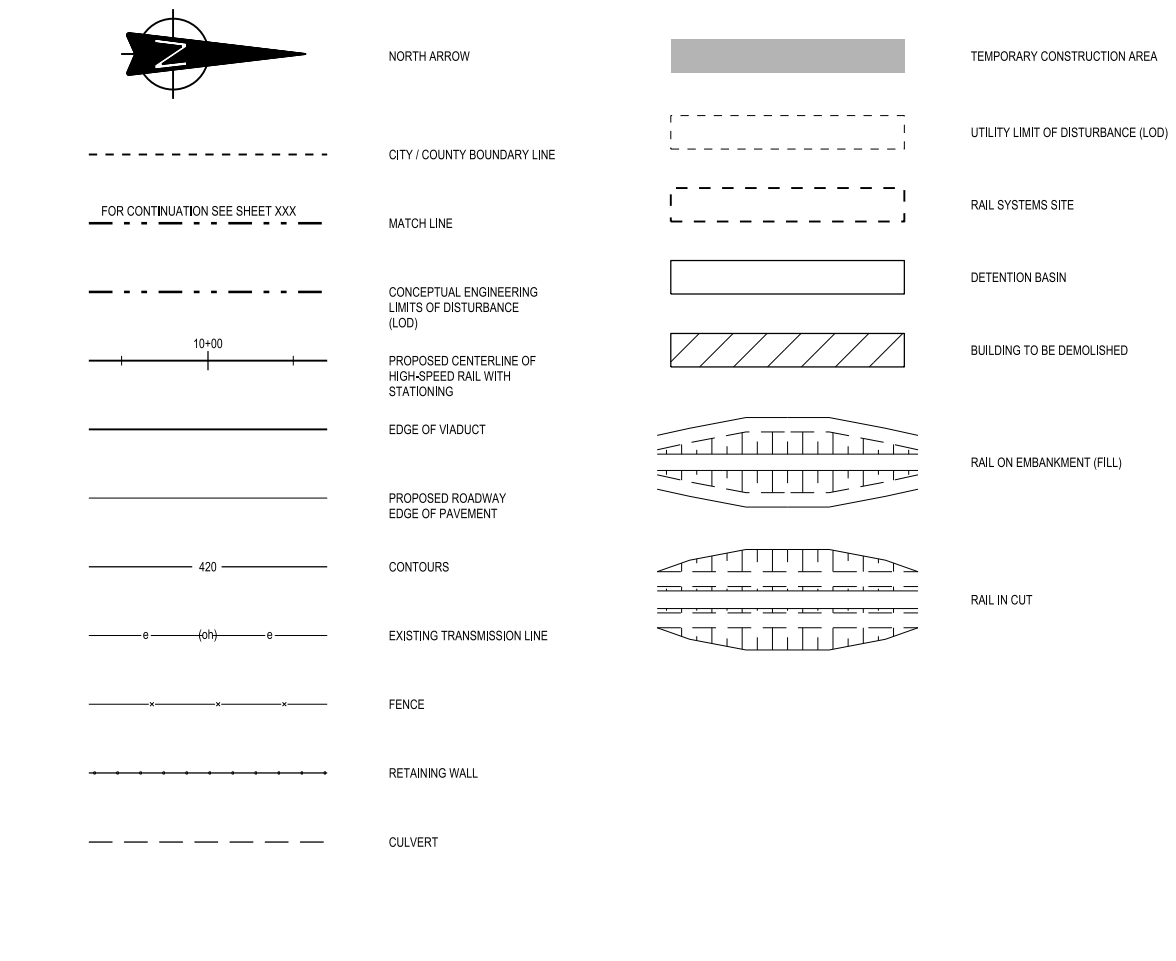 N
NORTH ARROW
CITY / COUNTY BOUNDARY LINE
FOR CONTINUATION SEE SHEET XXX
MATCH LINE
CONCEPTUAL ENGINEERING
LIMITS OF DISTURBANCE
(LOD)
10+00
PROPOSED CENTERLINE OF
HIGH-SPEED RAIL WITH
STATIONING
EDGE OF VIADUCT
PROPOSED ROADWAY
EDGE OF PAVEMENT
420
CONTOURS
e (oh) e
EXISTING TRANSMISSION LINE
FENCE
RETAINING WALL
CULVERT
TEMPORARY CONSTRUCTION AREA
UTILITY LIMIT OF DISTURBANCE (LOD)
RAIL SYSTEMS SITE
DETENTION BASIN
BUILDING TO BE DEMOLISHED
RAIL ON EMBANKMENT (FILL)
RAIL IN CUT